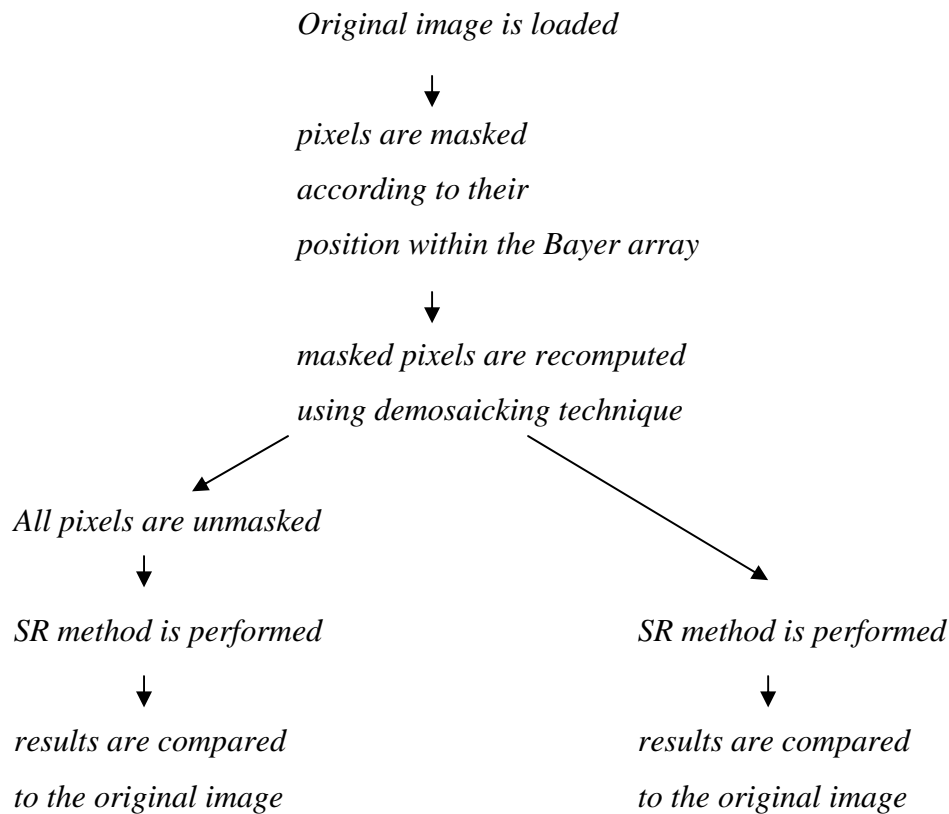 Original image is loaded
pixels are masked
according to their
position within the Bayer array
masked pixels are recomputed
using demosaicking technique
All pixels are unmasked
SR method is performed
results are compared
to the original image
SR method is performed
results are compared
to the original image